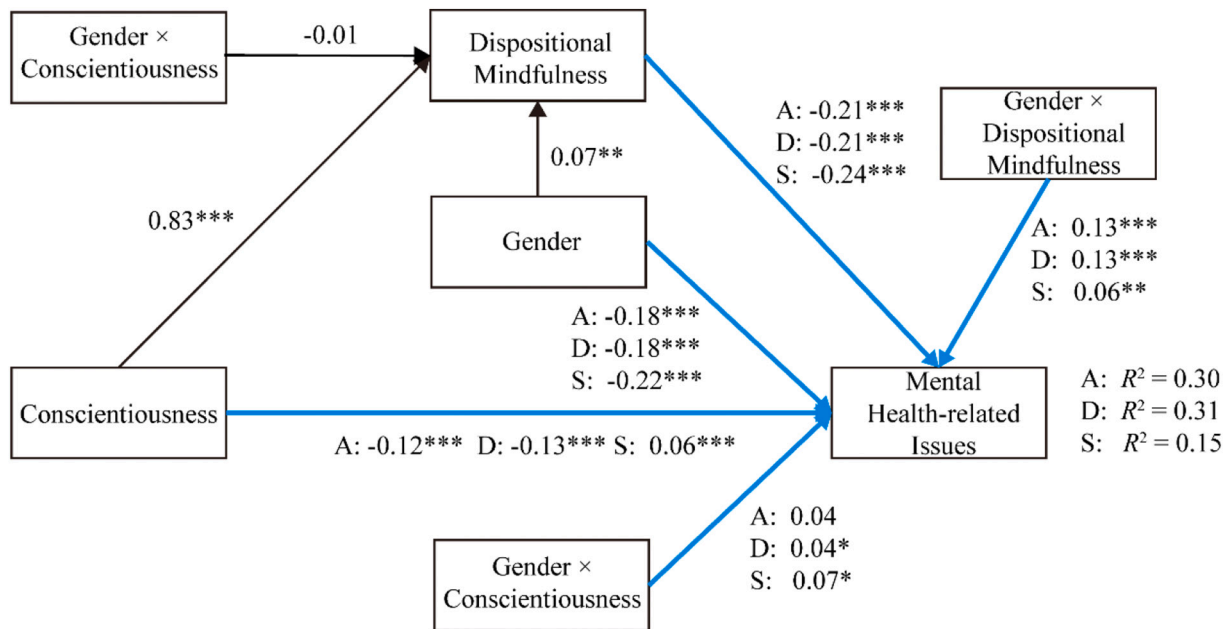 Gender ×
Conscientiousness
-0.01
Dispositional
Mindfulness
A: -0.21***
D: -0.21***
S: -0.24***
Gender ×
Dispositional
Mindfulness
0.07**
0.83***
Gender
A: 0.13***
D: 0.13***
S: 0.06**
A: -0.18***
D: -0.18***
S: -0.22***
Conscientiousness
A: -0.12*** D: -0.13*** S: 0.06***
Mental
Health-related
Issues
A: R² = 0.30
D: R² = 0.31
S: R² = 0.15
A: 0.04
D: 0.04*
S: 0.07*
Gender ×
Conscientiousness